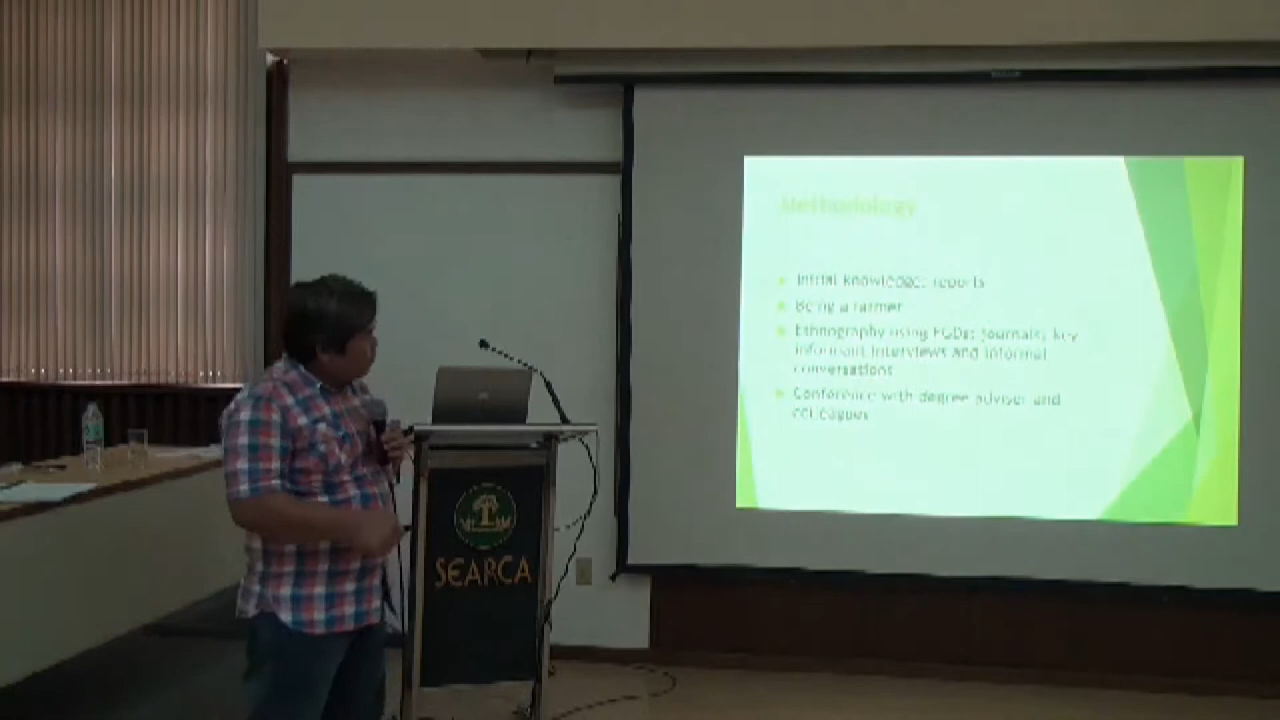 Methodology
Initial knowledge: reports
Being a farmer
Ethnography using FGDs; journals; key
informant interviews and informal
conversations
Conference with degree adviser and
colleagues
SEARCA